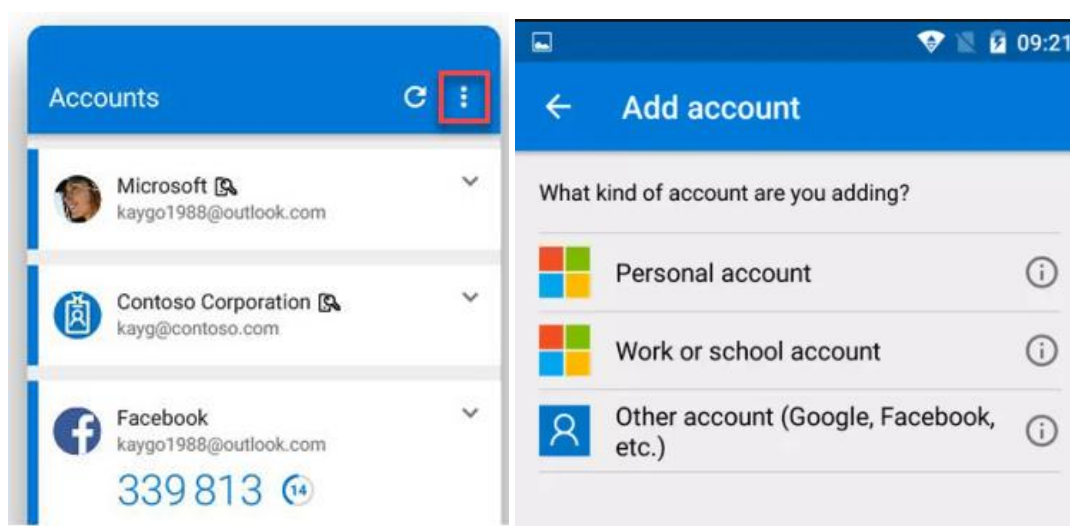 Accounts
Microsoft
kaygo1988@outlook.com
Contoso Corporation
kayg@contoso.com
Facebook
kaygo1988@outlook.com
339 813 14
09:21
Add account
What kind of account are you adding?
Personal account
Work or school account
Other account (Google, Facebook,
etc.)